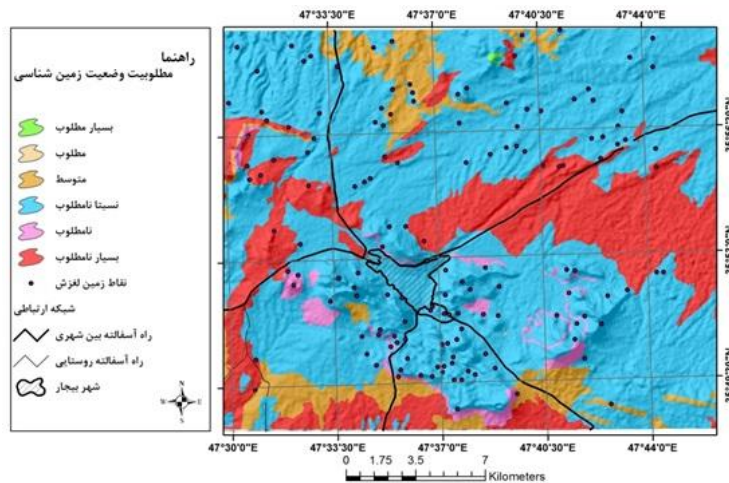 47°33'30"E 47°37'0"E 47°40'30"E 47°44'0"E
راهنما
مطلوبیت وضعیت زمین شناسی
بسیار مطلوب
مطلوب
متوسط
نسبتا نامطلوب
نامطلوب
بسیار نامطلوب
نقاط زمین لغزش
شبکه ارتباطی
راه آسفالته بین شهری
راه آسفالته روستایی
شهر بیجار
N
W E
S
35°53'0"N
47°30'0"E 47°33'30"E 47°37'0"E 47°40'30"E 47°44'0"E
0 1.75 3.5 7
Kilometers